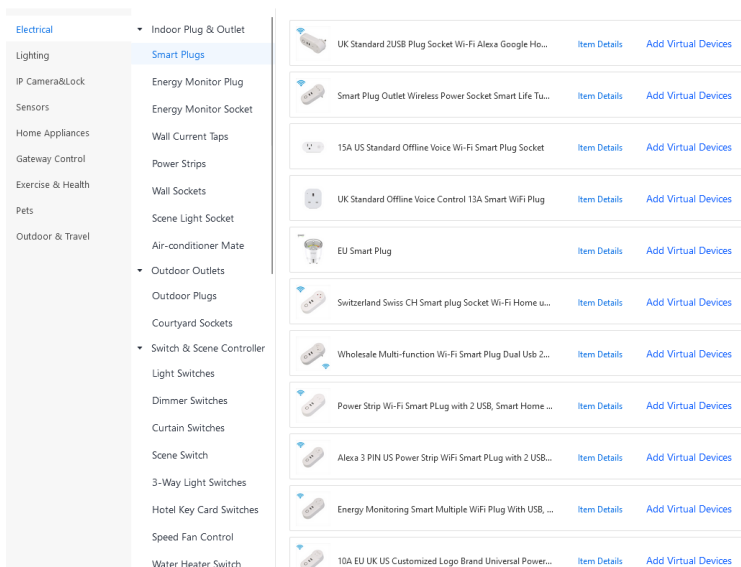 Electrical
Lighting
IP Camera&Lock
Sensors
Home Appliances
Gateway Control
Exercise & Health
Pets
Outdoor & Travel
Indoor Plug & Outlet
Smart Plugs
Energy Monitor Plug
Energy Monitor Socket
Wall Current Taps
Power Strips
Wall Sockets
Scene Light Socket
Air-conditioner Mate
Outdoor Outlets
Outdoor Plugs
Courtyard Sockets
Switch & Scene Controller
Light Switches
Dimmer Switches
Curtain Switches
Scene Switch
3-Way Light Switches
Hotel Key Card Switches
Speed Fan Control
Water Heater Switch
UK Standard 2USB Plug Socket Wi-Fi Alexa Google Ho... Item Details Add Virtual Devices
Smart Plug Outlet Wireless Power Socket Smart Life Tu... Item Details Add Virtual Devices
15A US Standard Offline Voice Wi-Fi Smart Plug Socket Item Details Add Virtual Devices
UK Standard Offline Voice Control 13A Smart WiFi Plug Item Details Add Virtual Devices
EU Smart Plug Item Details Add Virtual Devices
Switzerland Swiss CH Smart plug Socket Wi-Fi Home u... Item Details Add Virtual Devices
Wholesale Multi-function Wi-Fi Smart Plug Dual Usb 2... Item Details Add Virtual Devices
Power Strip Wi-Fi Smart PLug with 2 USB, Smart Home ... Item Details Add Virtual Devices
Alexa 3 PIN US Power Strip WiFi Smart PLug with 2 USB... Item Details Add Virtual Devices
Energy Monitoring Smart Multiple WiFi Plug With USB, ... Item Details Add Virtual Devices
10A EU UK US Customized Logo Brand Universal Power... Item Details Add Virtual Devices